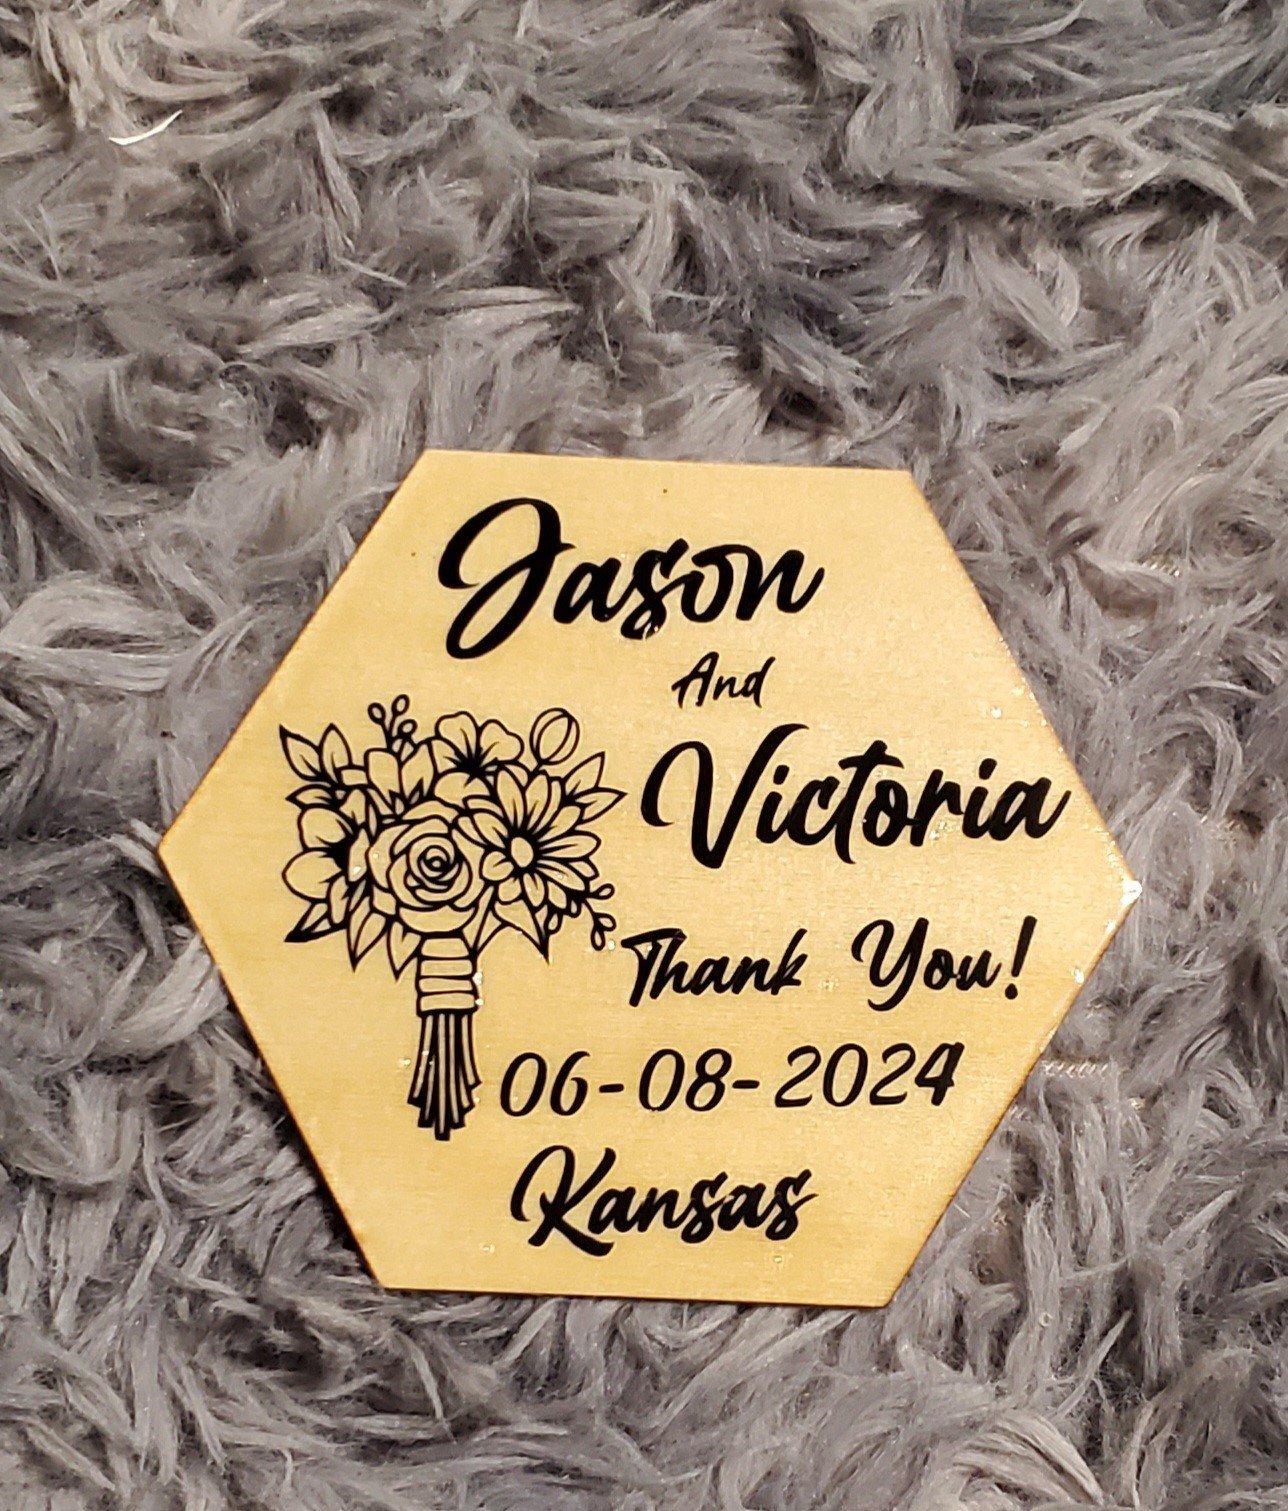 Jason
And
Victoria
Thank You!
06-08-2024
Kansas